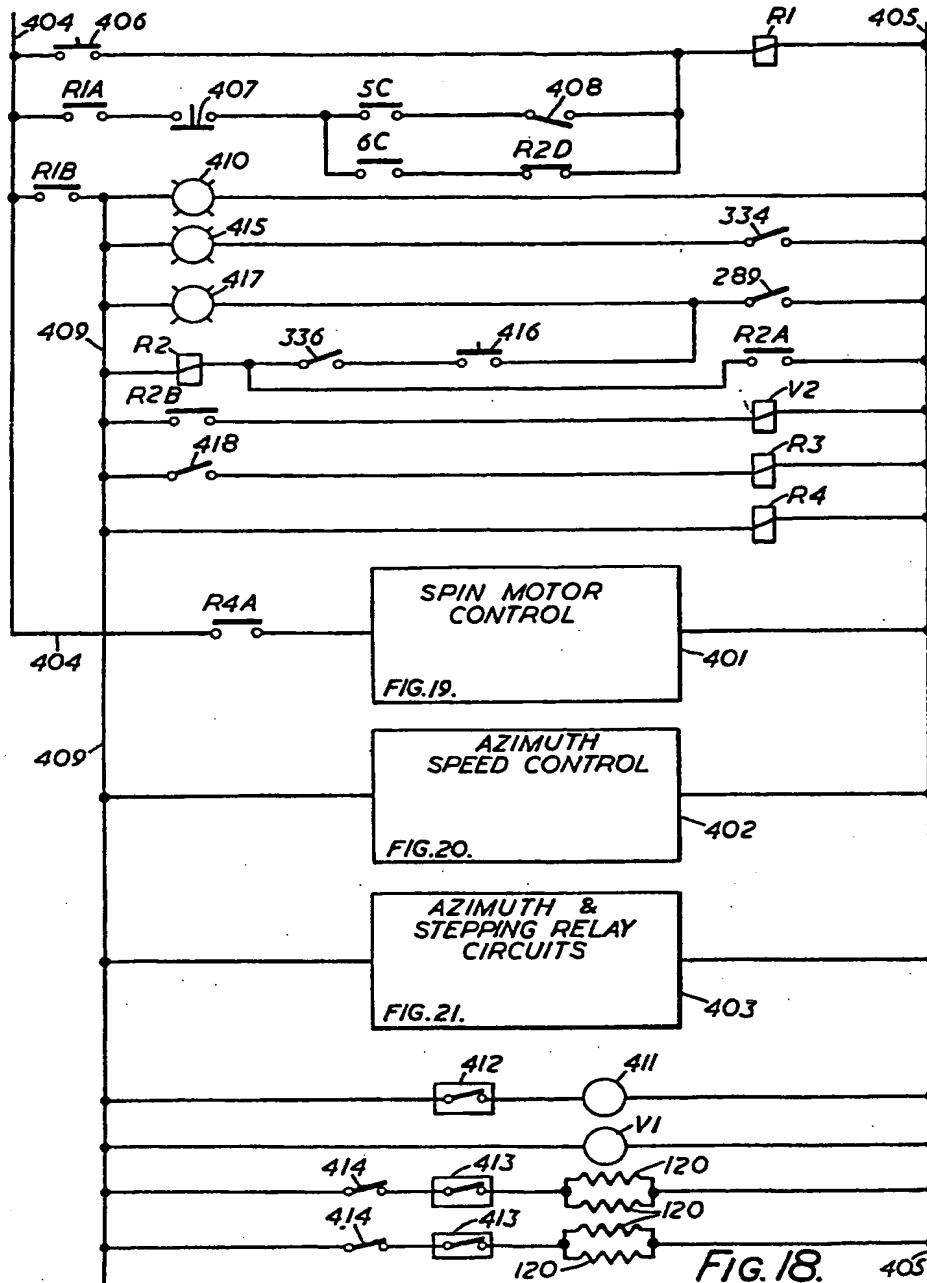 404 406 R1 405
R1A 407 5C 408
6C R2D
R1B 410
415 334
417 289
409 R2 336 416 R2A
R2B V2
418 R3
R4
R4A SPIN MOTOR
CONTROL
404 401
FIG.19.
409 AZIMUTH
SPEED CONTROL
402
FIG.20.
AZIMUTH &
STEPPING RELAY
CIRCUITS
403
FIG.21.
412 411
V1
414 413 120
414 413 120
120 FIG.18. 405